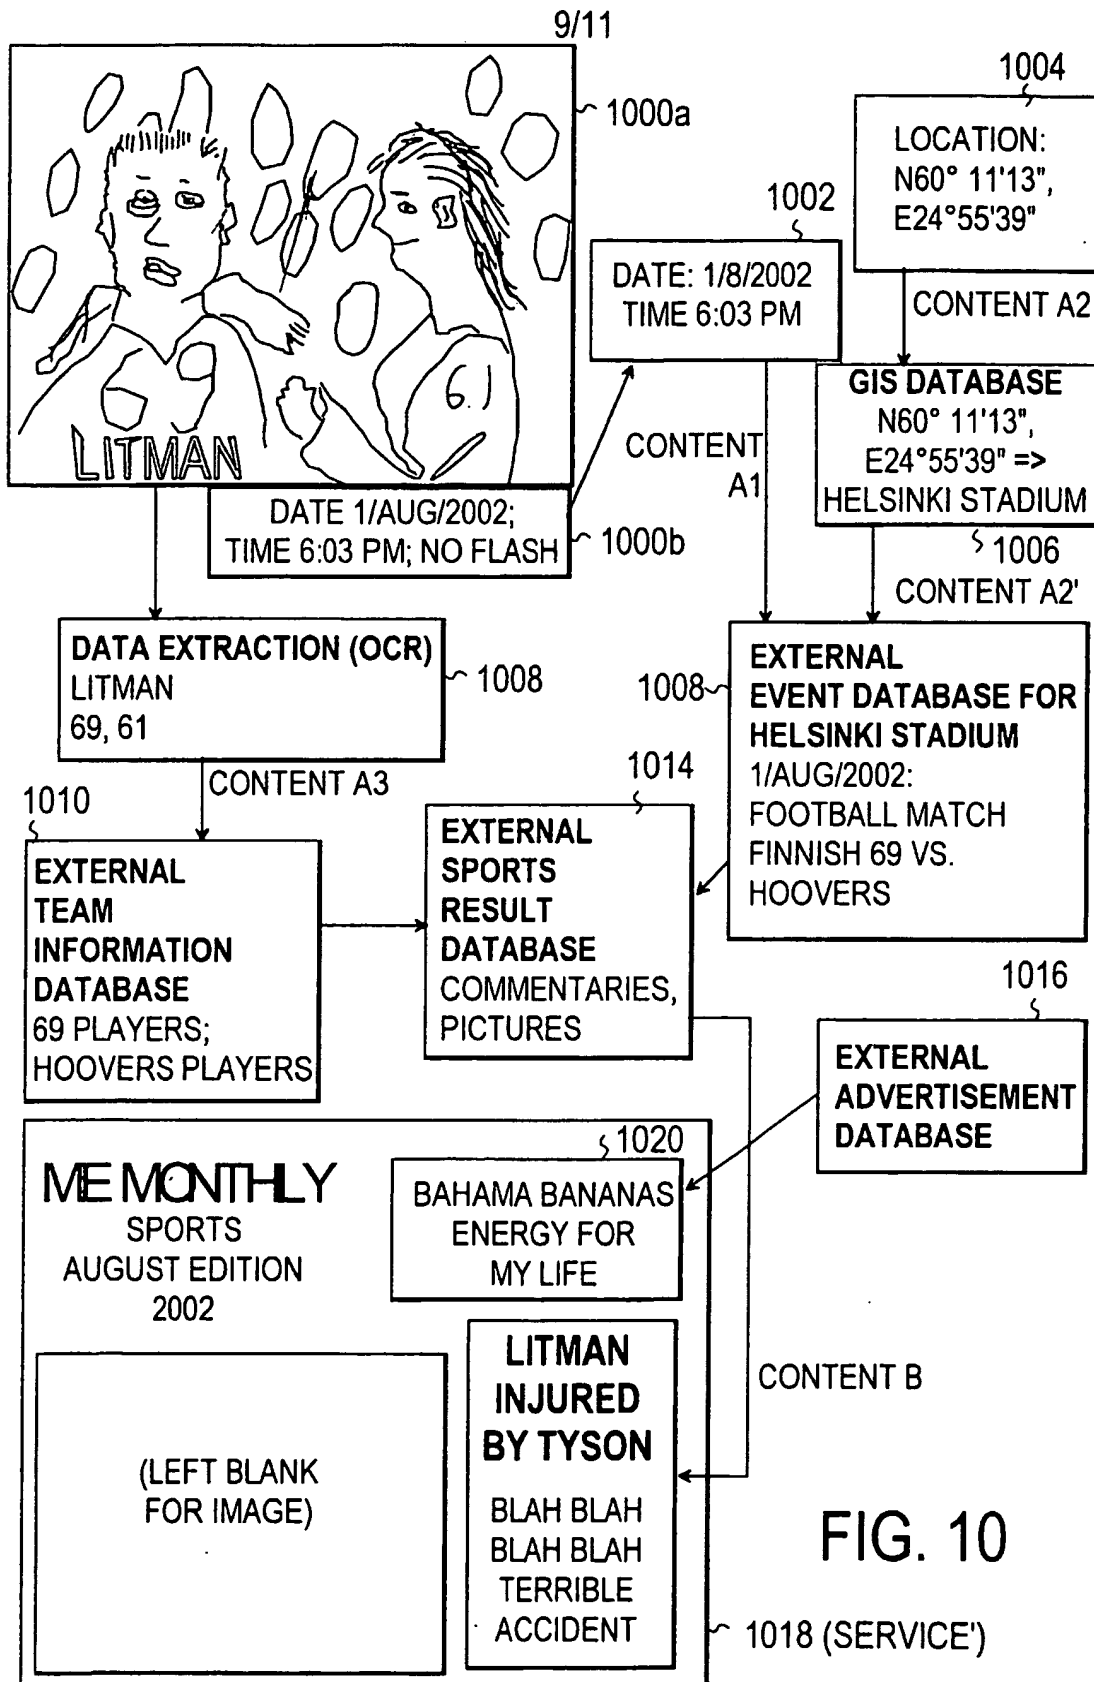 9/11
1000a
LITMAN
6.1
DATE 1/AUG/2002;
TIME 6:03 PM; NO FLASH
1000b
1002
DATE: 1/8/2002
TIME 6:03 PM
1004
LOCATION:
N60° 11'13",
E24°55'39"
CONTENT A2
GIS DATABASE
N60° 11'13",
E24°55'39" =>
HELSINKI STADIUM
1006
CONTENT
A1
CONTENT A2'
DATA EXTRACTION (OCR)
LITMAN
69, 61
1008
CONTENT A3
1008
EXTERNAL
EVENT DATABASE FOR
HELSINKI STADIUM
1/AUG/2002:
FOOTBALL MATCH
FINNISH 69 VS.
HOOVERS
1010
EXTERNAL
TEAM
INFORMATION
DATABASE
69 PLAYERS;
HOOVERS PLAYERS
1014
EXTERNAL
SPORTS
RESULT
DATABASE
COMMENTARIES,
PICTURES
1016
EXTERNAL
ADVERTISEMENT
DATABASE
ME MONTHLY
SPORTS
AUGUST EDITION
2002
1020
BAHAMA BANANAS
ENERGY FOR
MY LIFE
(LEFT BLANK
FOR IMAGE)
LITMAN
INJURED
BY TYSON
BLAH BLAH
BLAH BLAH
TERRIBLE
ACCIDENT
CONTENT B
1018 (SERVICE')
FIG. 10